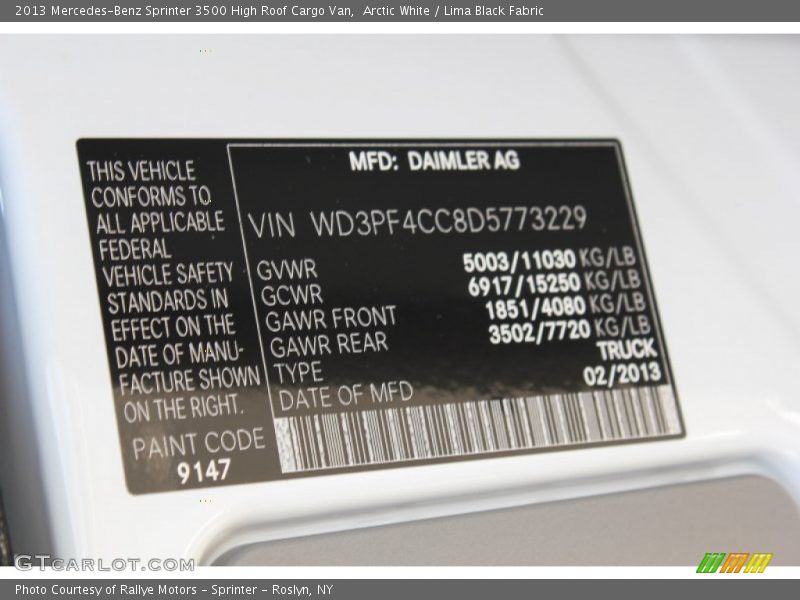 2013 Mercedes-Benz Sprinter 3500 High Roof Cargo Van,  Arctic White / Lima Black Fabric
THIS VEHICLE
CONFORMS TO
ALL APPLICABLE
FEDERAL
VEHICLE SAFETY
STANDARDS IN
EFFECT ON THE
DATE OF MANU-
FACTURE SHOWN
ON THE RIGHT.
PAINT CODE
9147
MFD: DAIMLER AG
VIN WD3PF4CC8D5773229
GVWR 5003/11030 KG/LB
GCWR 6917/15250 KG/LB
GAWR FRONT 1851/4080 KG/LB
GAWR REAR 3502/7720 KG/LB
TYPE TRUCK
DATE OF MFD 02/2013
GTCARLOT.COM
Photo Courtesy of Rallye Motors - Sprinter - Roslyn, NY